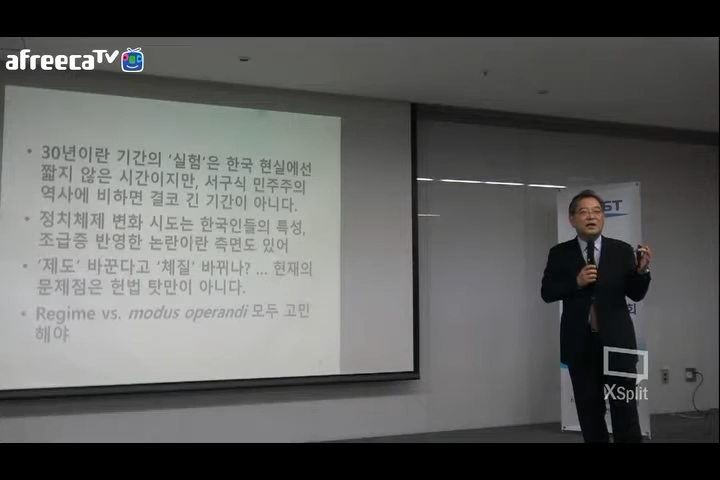 afreecaTV
• 30년이란 기간의 '실험'은 한국 현실에선
짧지 않은 시간이지만, 서구식 민주주의
역사에 비하면 결코 긴 기간이 아니다.
• 정치체제 변화 시도는 한국인들의 특성,
조급증 반영한 논란이란 측면도 있어
• '제도' 바꾼다고 '체질' 바뀌나? ... 현재의
문제점은 헌법 탓만이 아니다.
• Regime vs. modus operandi 모두 고민
해야
ST
회
XSplit